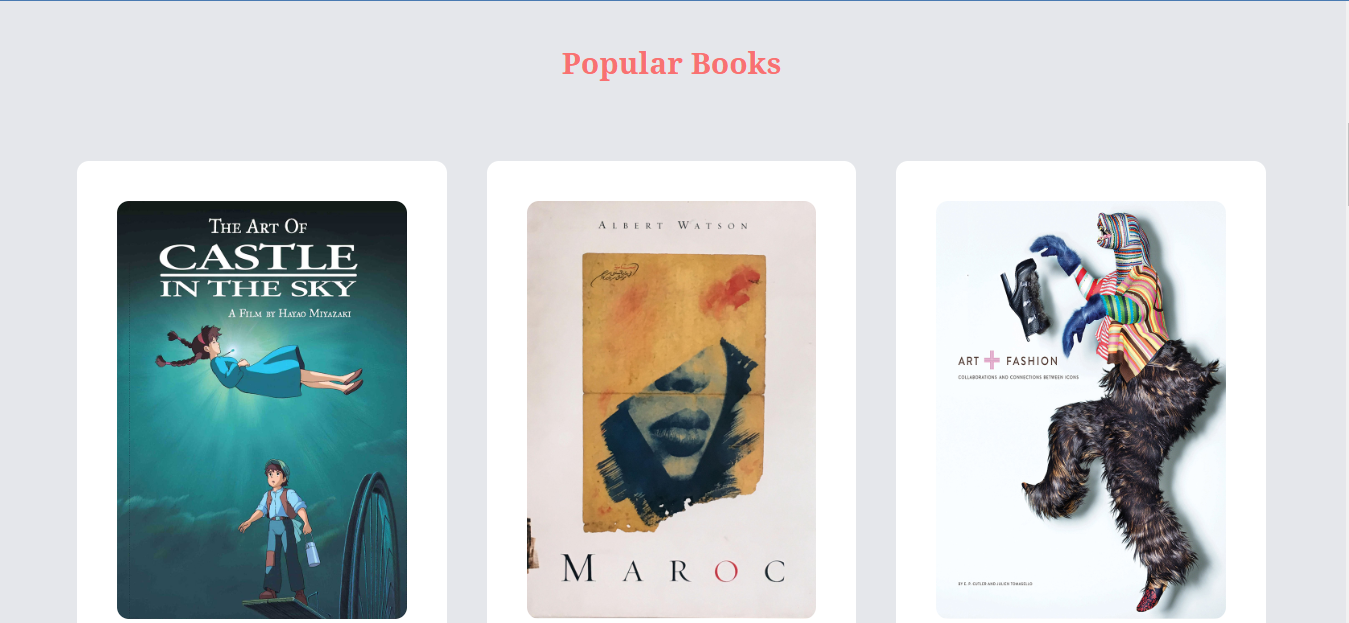 Popular Books
THE ART OF
CASTLE
IN THE SKY
A FILM BY HAYAO MIYAZAKI
ALBERT WATSON
MAROC
ART + FASHION
COLLABORATIONS AND CONNECTIONS BETWEEN ICONS
BY E. P. CUTLER AND JULIEN TOMASELLO